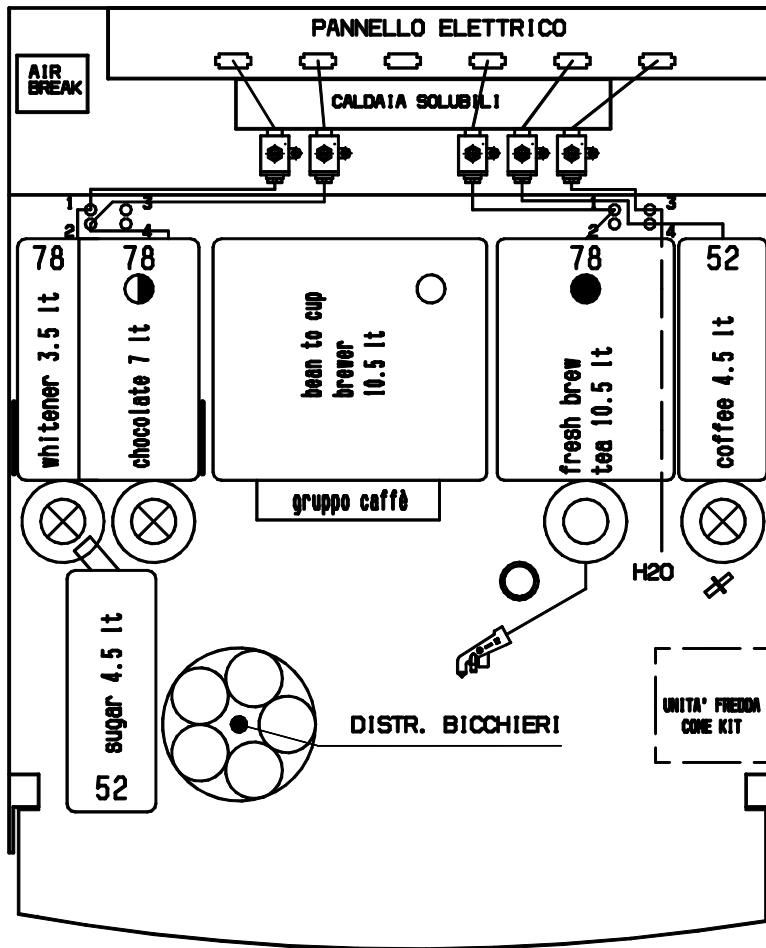 PANNELLO ELETTRICO
AIR
BREAK
CALDAIA SOLUBILI
1
3
2
4
1
3
2
4
78
78
78
52
whitener 3.5 lt
chocolate 7 lt
bean to cup
brewer
10.5 lt
fresh brew
tea 10.5 lt
coffee 4.5 lt
gruppo caffè
H2O
sugar 4.5 lt
52
DISTR. BICCHIERI
UNITA' FREDDA
COME KIT